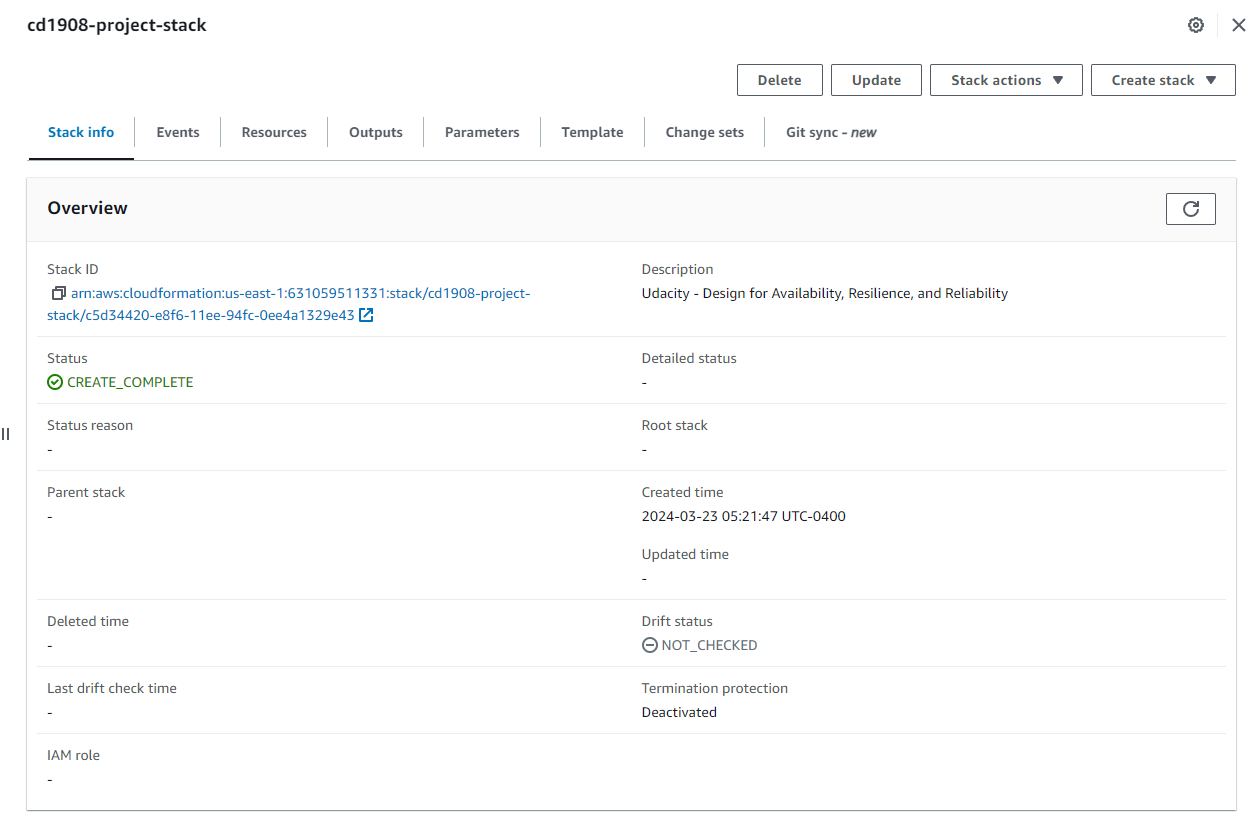 cd1908-project-stack
Delete
Update
Stack actions
Create stack
Stack info
Events
Resources
Outputs
Parameters
Template
Change sets
Git sync - new
Overview
Stack ID
arn:aws:cloudformation:us-east-1:631059511331:stack/cd1908-project-
stack/c5d34420-e8f6-11ee-94fc-0ee4a1329e43
Description
Udacity - Design for Availability, Resilience, and Reliability
Status
CREATE_COMPLETE
Detailed status
-
Status reason
-
Root stack
-
Parent stack
-
Created time
2024-03-23 05:21:47 UTC-0400
Updated time
-
Deleted time
-
Drift status
NOT_CHECKED
Last drift check time
-
Termination protection
Deactivated
IAM role
-